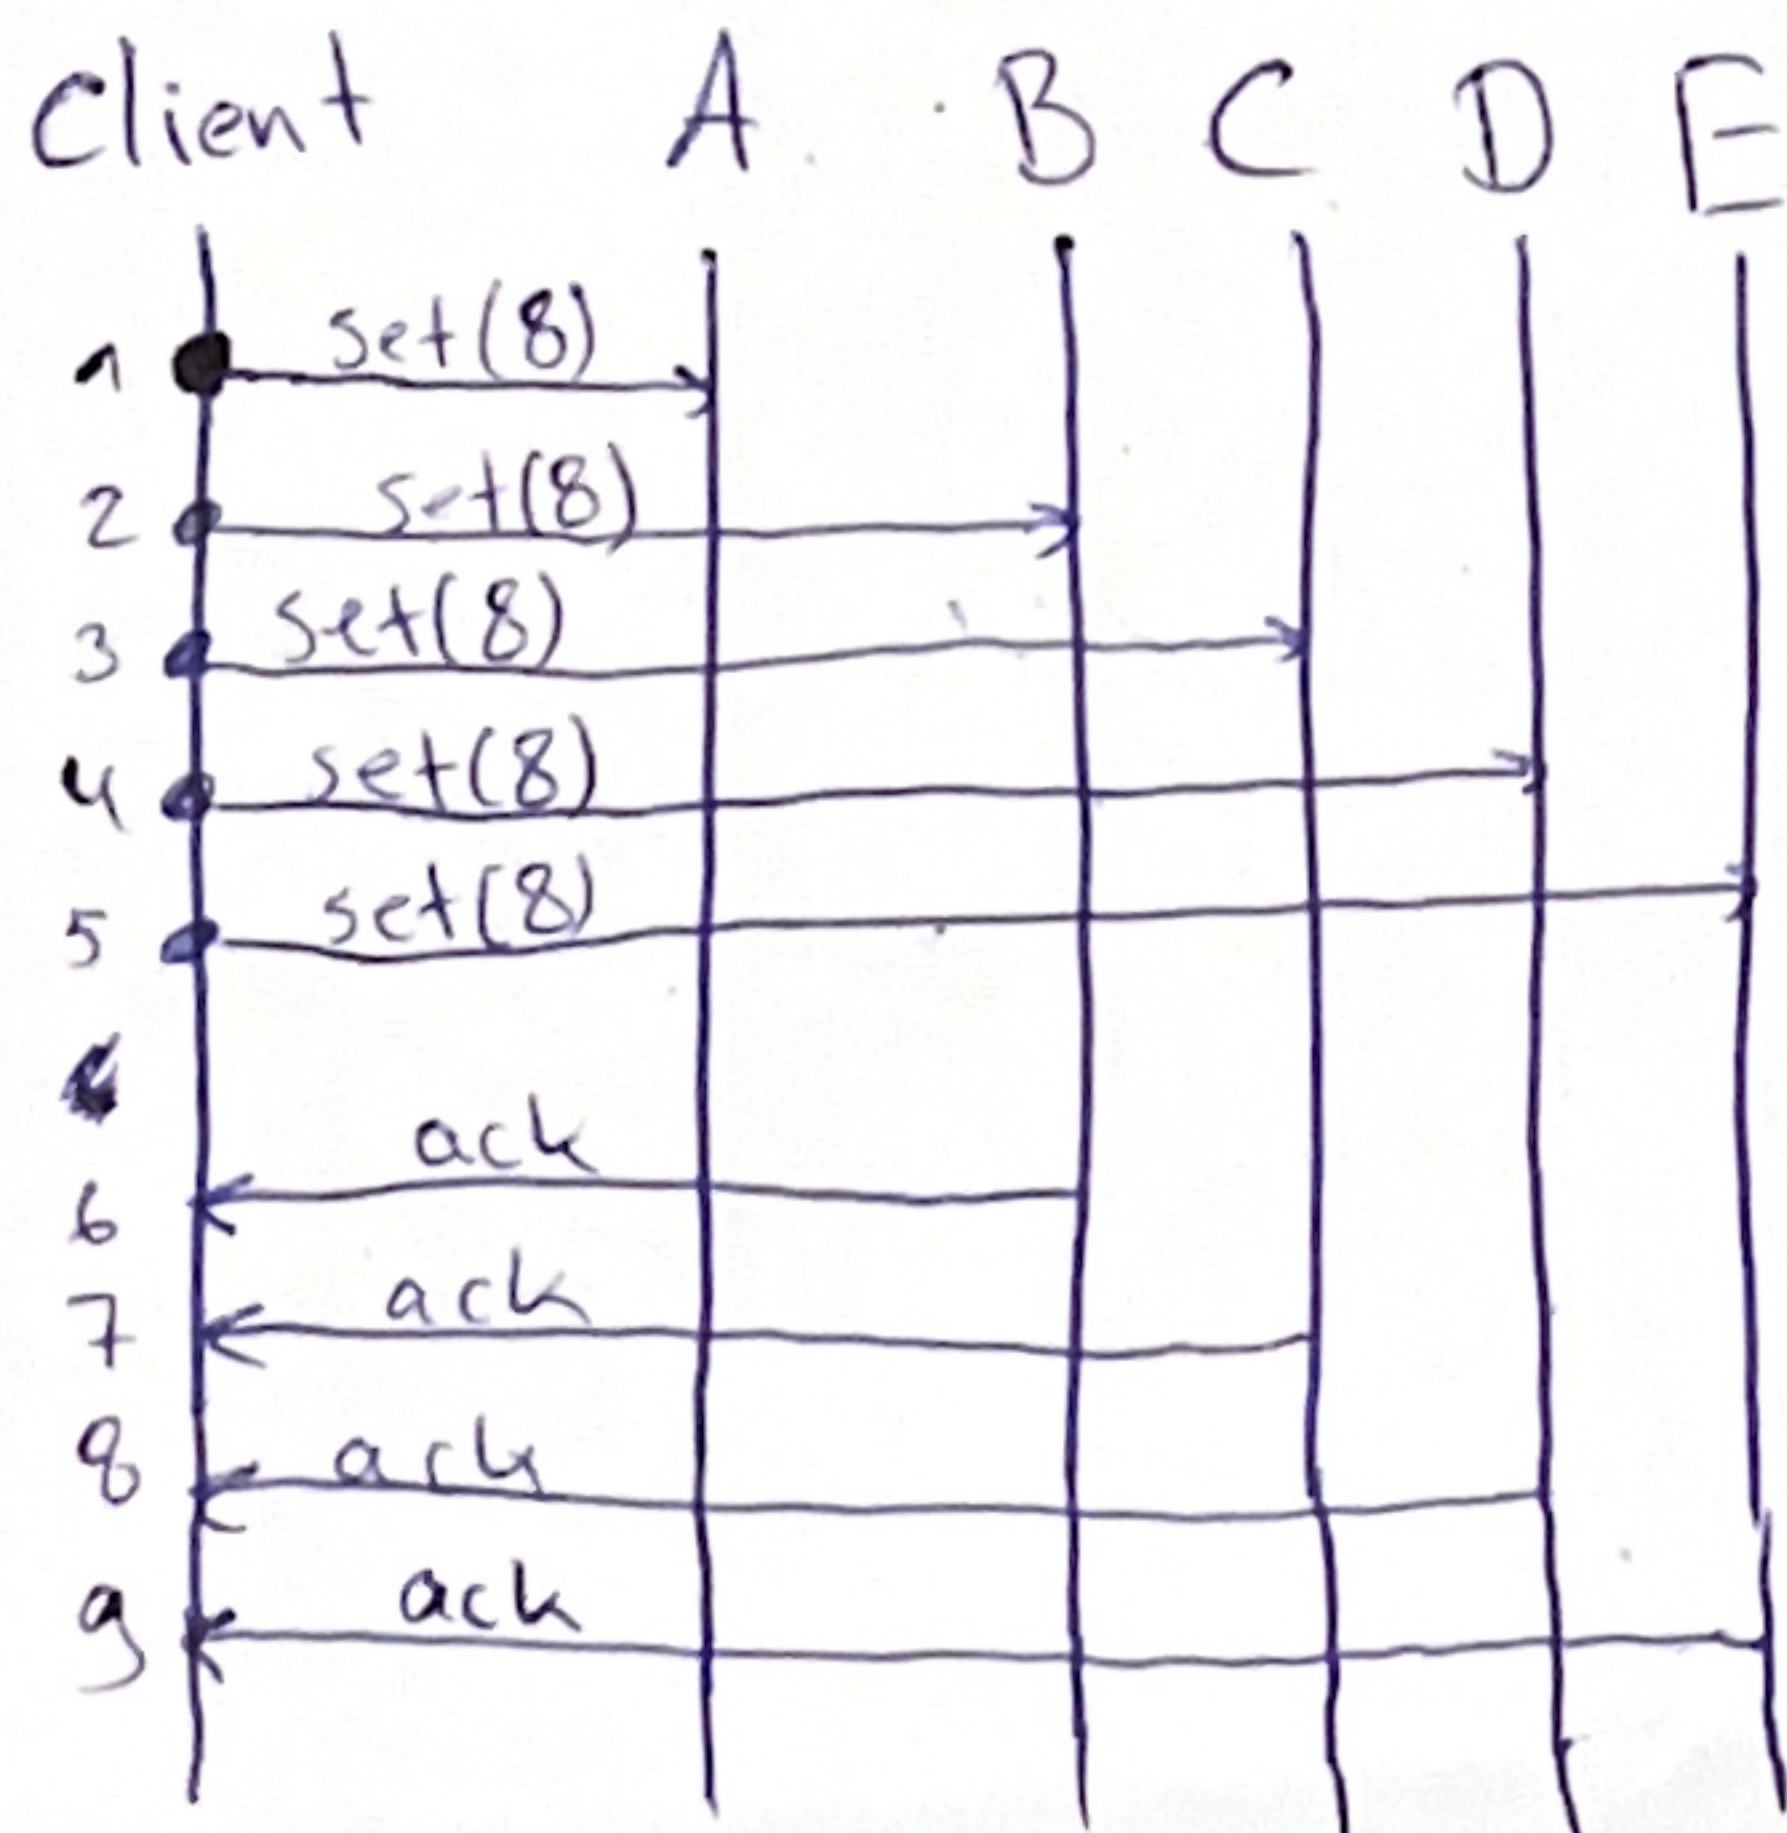 Client A B C D E
1 set(8)
2 set(8)
3 set(8)
4 set(8)
5 set(8)
ack
6
ack
7
8 ack
9 ack